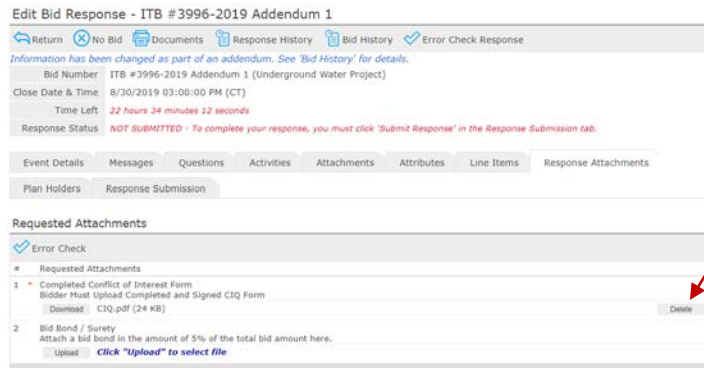 Edit Bid Response - ITB #3996-2019 Addendum 1
Return No Bid Documents Response History Bid History Error Check Response
Information has been changed as part of an addendum. See 'Bid History' for details.
Bid Number ITB #3996-2019 Addendum 1 (Underground Water Project)
Close Date & Time 8/30/2019 03:00:00 PM (CT)
Time Left 22 hours 34 minutes 12 seconds
Response Status NOT SUBMITTED - To complete your response, you must click 'Submit Response' in the Response Submission tab.
Event Details Messages Questions Activities Attachments Attributes Line Items Response Attachments
Plan Holders Response Submission
Requested Attachments
Error Check
# Requested Attachments
1 * Completed Conflict of Interest Form
Bidder Must Upload Completed and Signed CIQ Form
Download CIQ.pdf (24 KB) Delete
2 Bid Bond / Surety
Attach a bid bond in the amount of 5% of the total bid amount here.
Upload Click "Upload" to select file